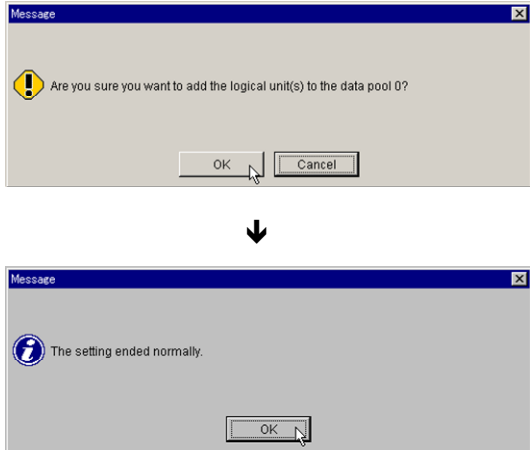 Message
Are you sure you want to add the logical unit(s) to the data pool 0?
OK Cancel
Message
The setting ended normally.
OK